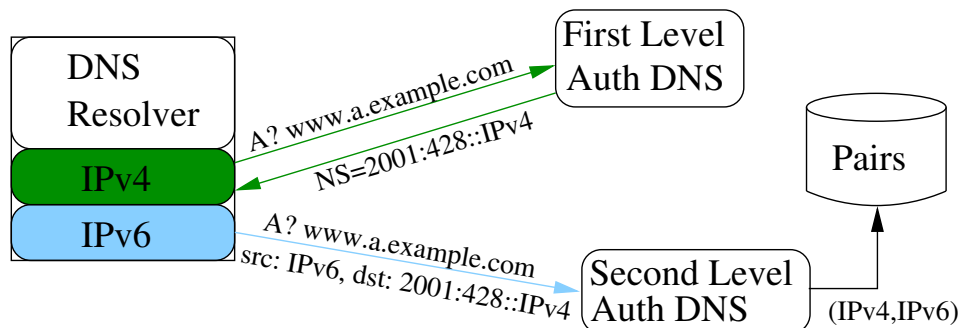 DNS
Resolver
IPv4
IPv6
A? www.a.example.com
NS=2001:428::IPv4
First Level
Auth DNS
A? www.a.example.com
src: IPv6, dst: 2001:428::IPv4
Second Level
Auth DNS
Pairs
(IPv4,IPv6)